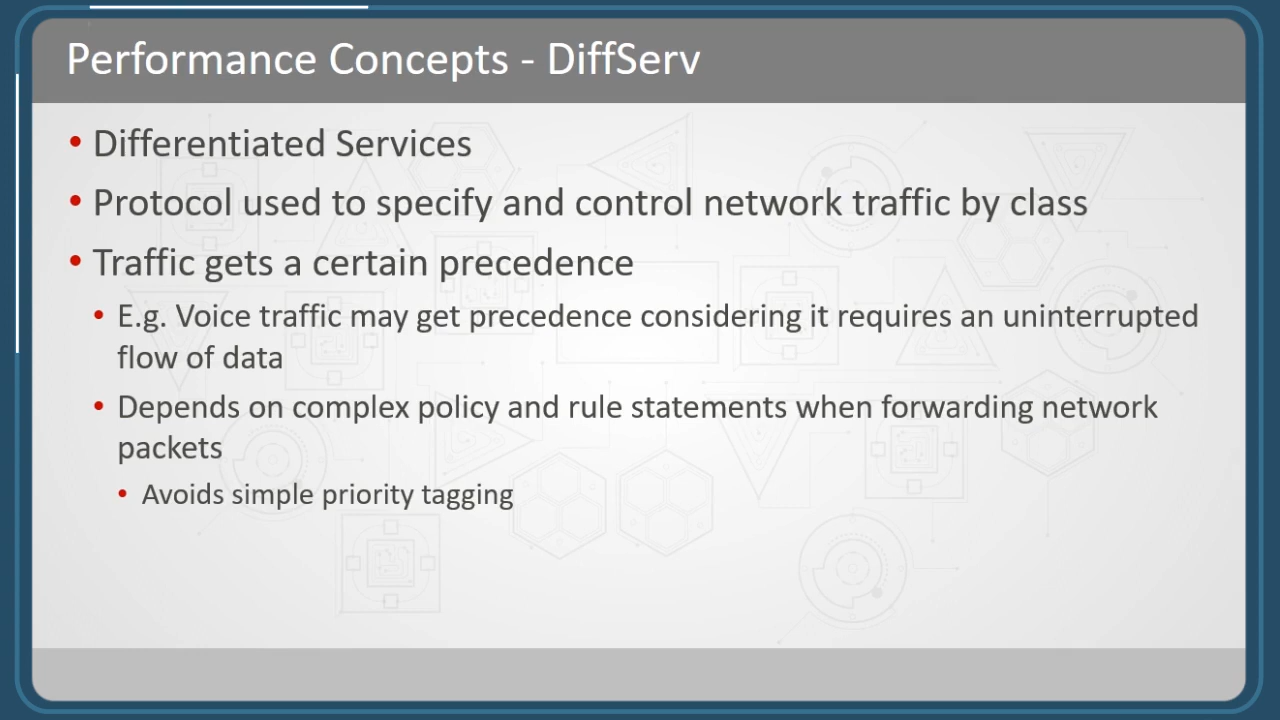 Performance Concepts - DiffServ
• Differentiated Services
• Protocol used to specify and control network traffic by class
• Traffic gets a certain precedence
• E.g. Voice traffic may get precedence considering it requires an uninterrupted
flow of data
• Depends on complex policy and rule statements when forwarding network
packets
• Avoids simple priority tagging